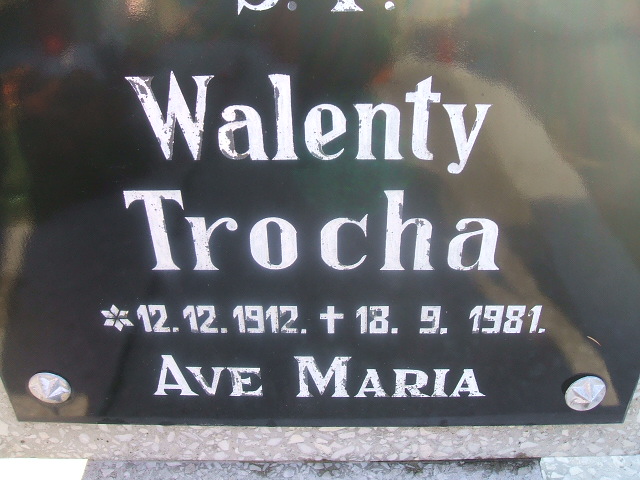 Walenty
Trocha
* 12. 12. 1912. + 18. 9. 1981.
AVE MARIA